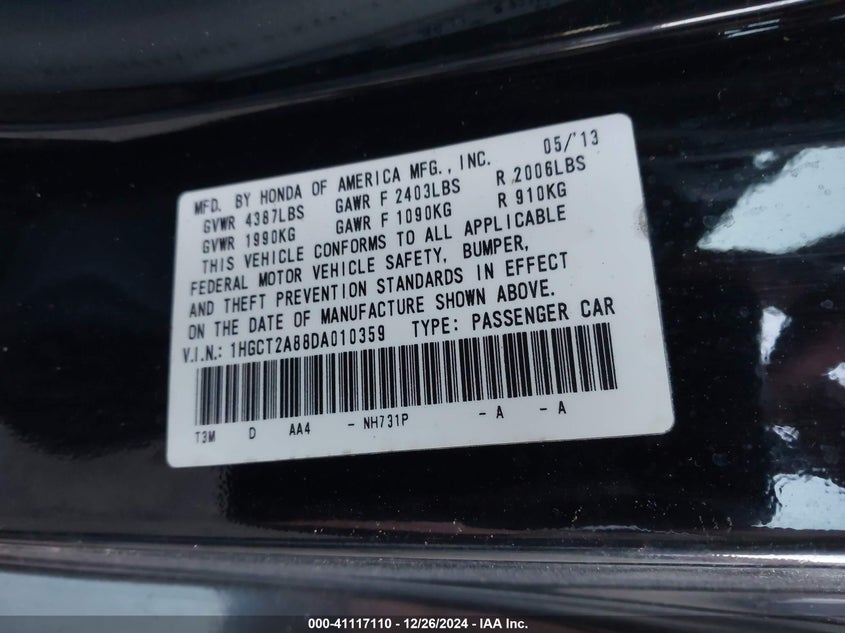 MFD. BY HONDA OF AMERICA MFG., INC. 05/'13
GVWR 4387LBS GAWR F 2403LBS R 2006LBS
GVWR 1990KG GAWR F 1090KG R 910KG
THIS VEHICLE CONFORMS TO ALL APPLICABLE
FEDERAL MOTOR VEHICLE SAFETY, BUMPER,
AND THEFT PREVENTION STANDARDS IN EFFECT
ON THE DATE OF MANUFACTURE SHOWN ABOVE.
V.I.N.: 1HGCT2A88DA010359 TYPE: PASSENGER CAR
T3M D AA4 - NH731P - A - A
000-41117110 - 12/26/2024 - IAA Inc.